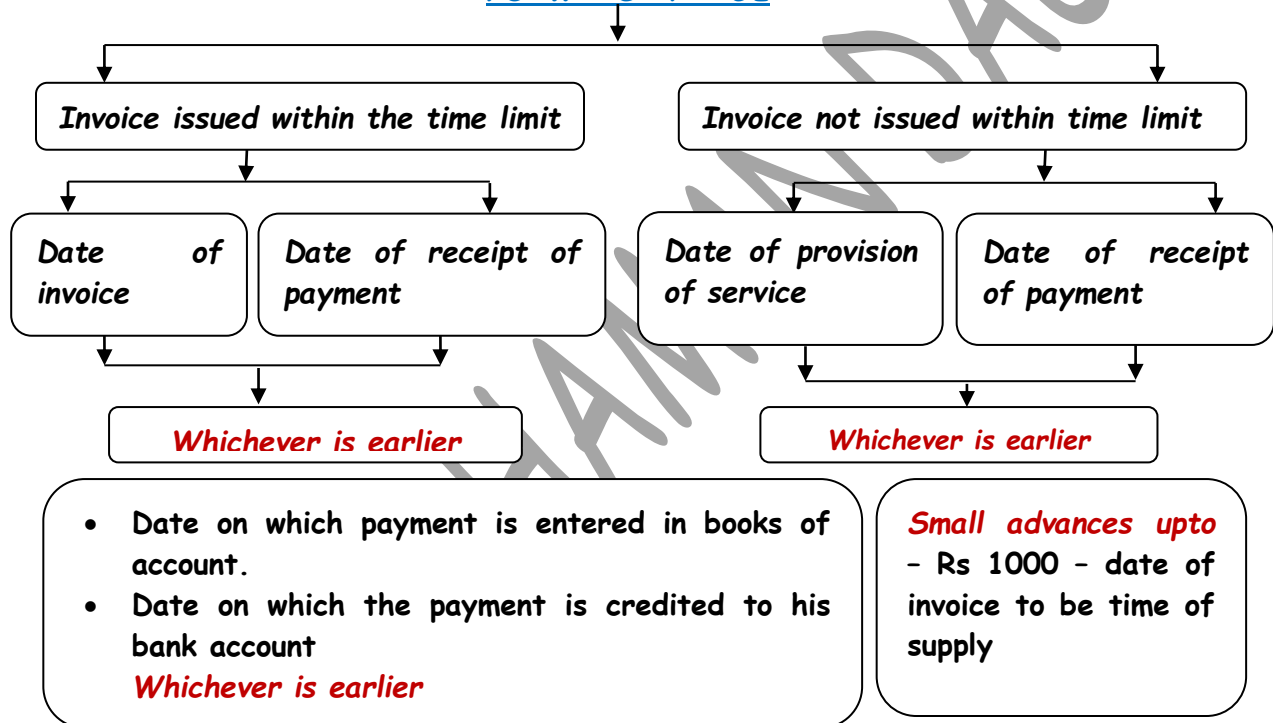 Invoice issued within the time limit
Invoice not issued within time limit
Date of
invoice
Date of receipt of
payment
Date of provision
of service
Date of receipt
of payment
Whichever is earlier
Whichever is earlier
• Date on which payment is entered in books of
account.
• Date on which the payment is credited to his
bank account
Whichever is earlier
Small advances upto
– Rs 1000 – date of
invoice to be time of
supply